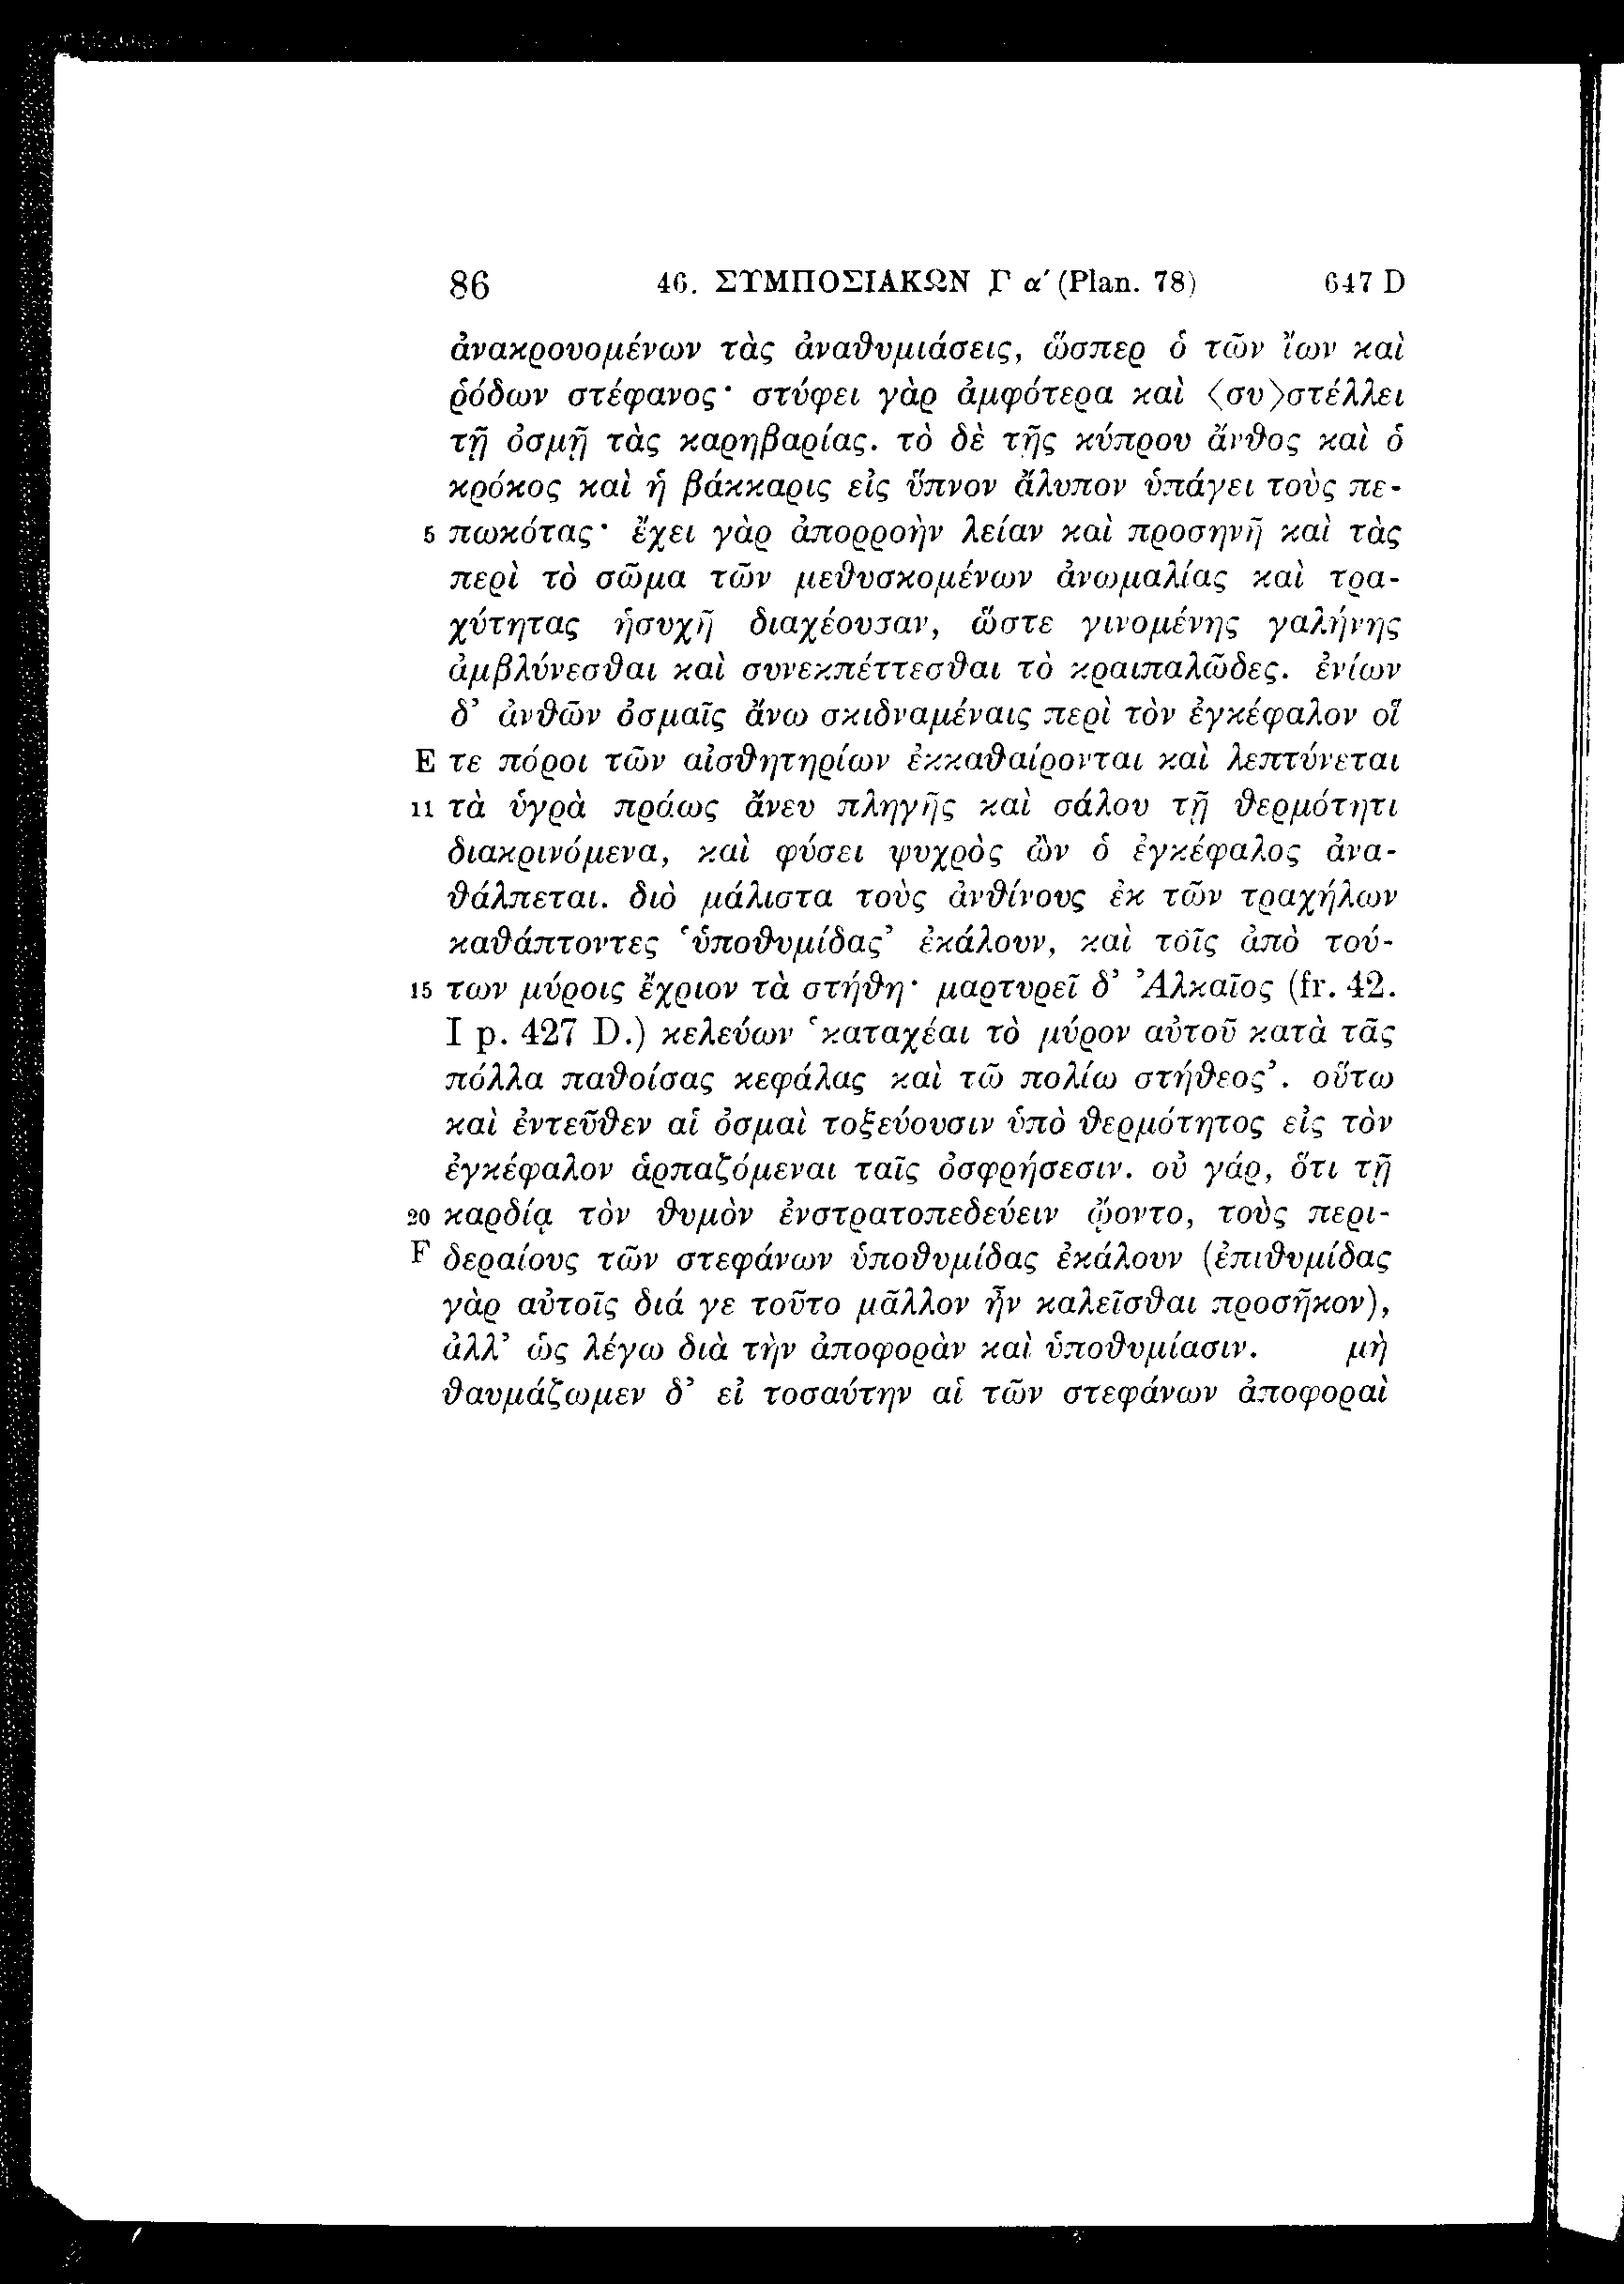 86 46. ΣΥΜΠΟΣΙΑΚΩΝ Γ α′ (Plan. 78) 647 D
ἀνακρουομένων τὰς ἀναθυμιάσεις, ὥσπερ ὁ τῶν ἴων καὶ
ῥόδων στέφανος· στύφει γὰρ ἀμφότερα καὶ ⟨συ⟩στέλλει
τῇ ὀσμῇ τὰς καρηβαρίας. τὸ δὲ τῆς κύπρου ἄνθος καὶ ὁ
κρόκος καὶ ἡ βάκκαρις εἰς ὕπνον ἄλυπον ὑπάγει τοὺς πε-
5 πωκότας· ἔχει γὰρ ἀπορροὴν λείαν καὶ προσηνῆ καὶ τὰς
περὶ τὸ σῶμα τῶν μεθυσκομένων ἀνωμαλίας καὶ τρα-
χύτητας ἡσυχῇ διαχέουσαν, ὥστε γινομένης γαλήνης
ἀμβλύνεσθαι καὶ συνεκπέττεσθαι τὸ κραιπαλῶδες. ἐνίων
δ’ ἀνθῶν ὀσμαῖς ἄνω σκιδναμέναις περὶ τὸν ἐγκέφαλον οἵ
E τε πόροι τῶν αἰσθητηρίων ἐκκαθαίρονται καὶ λεπτύνεται
11 τὰ ὑγρὰ πράως ἄνευ πληγῆς καὶ σάλου τῇ θερμότητι
διακρινόμενα, καὶ φύσει ψυχρὸς ὢν ὁ ἐγκέφαλος ἀνα-
θάλπεται. διὸ μάλιστα τοὺς ἀνθίνους ἐκ τῶν τραχήλων
καθάπτοντες ‘ὑποθυμίδας’ ἐκάλουν, καὶ τοῖς ἀπὸ τού-
15 των μύροις ἔχριον τὰ στήθη· μαρτυρεῖ δ’ Ἀλκαῖος (fr. 42.
I p. 427 D.) κελεύων ‘καταχέαι τὸ μύρον αὐτοῦ κατὰ τᾶς
πόλλα παθοίσας κεφάλας καὶ τῶ πολίω στήθεος’. οὕτω
καὶ ἐντεῦθεν αἱ ὀσμαὶ τοξεύουσιν ὑπὸ θερμότητος εἰς τὸν
ἐγκέφαλον ἁρπαζόμεναι ταῖς ὀσφρήσεσιν. οὐ γάρ, ὅτι τῇ
20 καρδίᾳ τὸν θυμὸν ἐνστρατοπεδεύειν ᾤοντο, τοὺς περι-
F δεραίους τῶν στεφάνων ὑποθυμίδας ἐκάλουν (ἐπιθυμίδας
γὰρ αὐτοῖς διά γε τοῦτο μᾶλλον ἦν καλεῖσθαι προσῆκον),
ἀλλ’ ὡς λέγω διὰ τὴν ἀποφορὰν καὶ ὑποθυμίασιν. μὴ
θαυμάζωμεν δ’ εἰ τοσαύτην αἱ τῶν στεφάνων ἀποφοραὶ